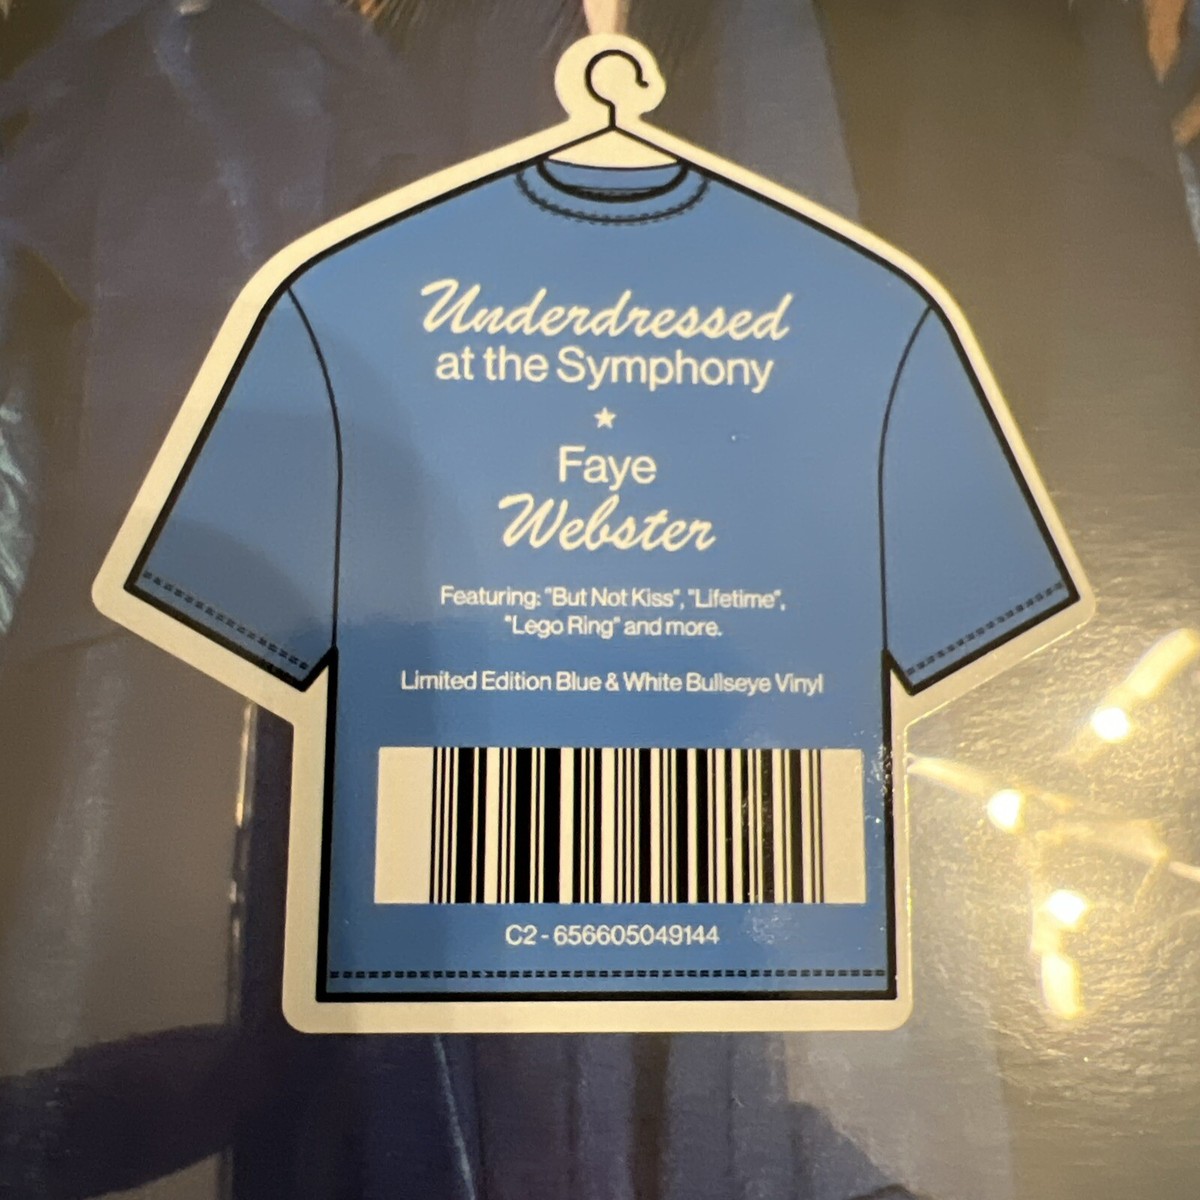 Underdressed
at the Symphony
★
Faye
Webster
Featuring: "But Not Kiss", "Lifetime",
"Lego Ring" and more.
Limited Edition Blue & White Bullseye Vinyl
C2 - 656605049144